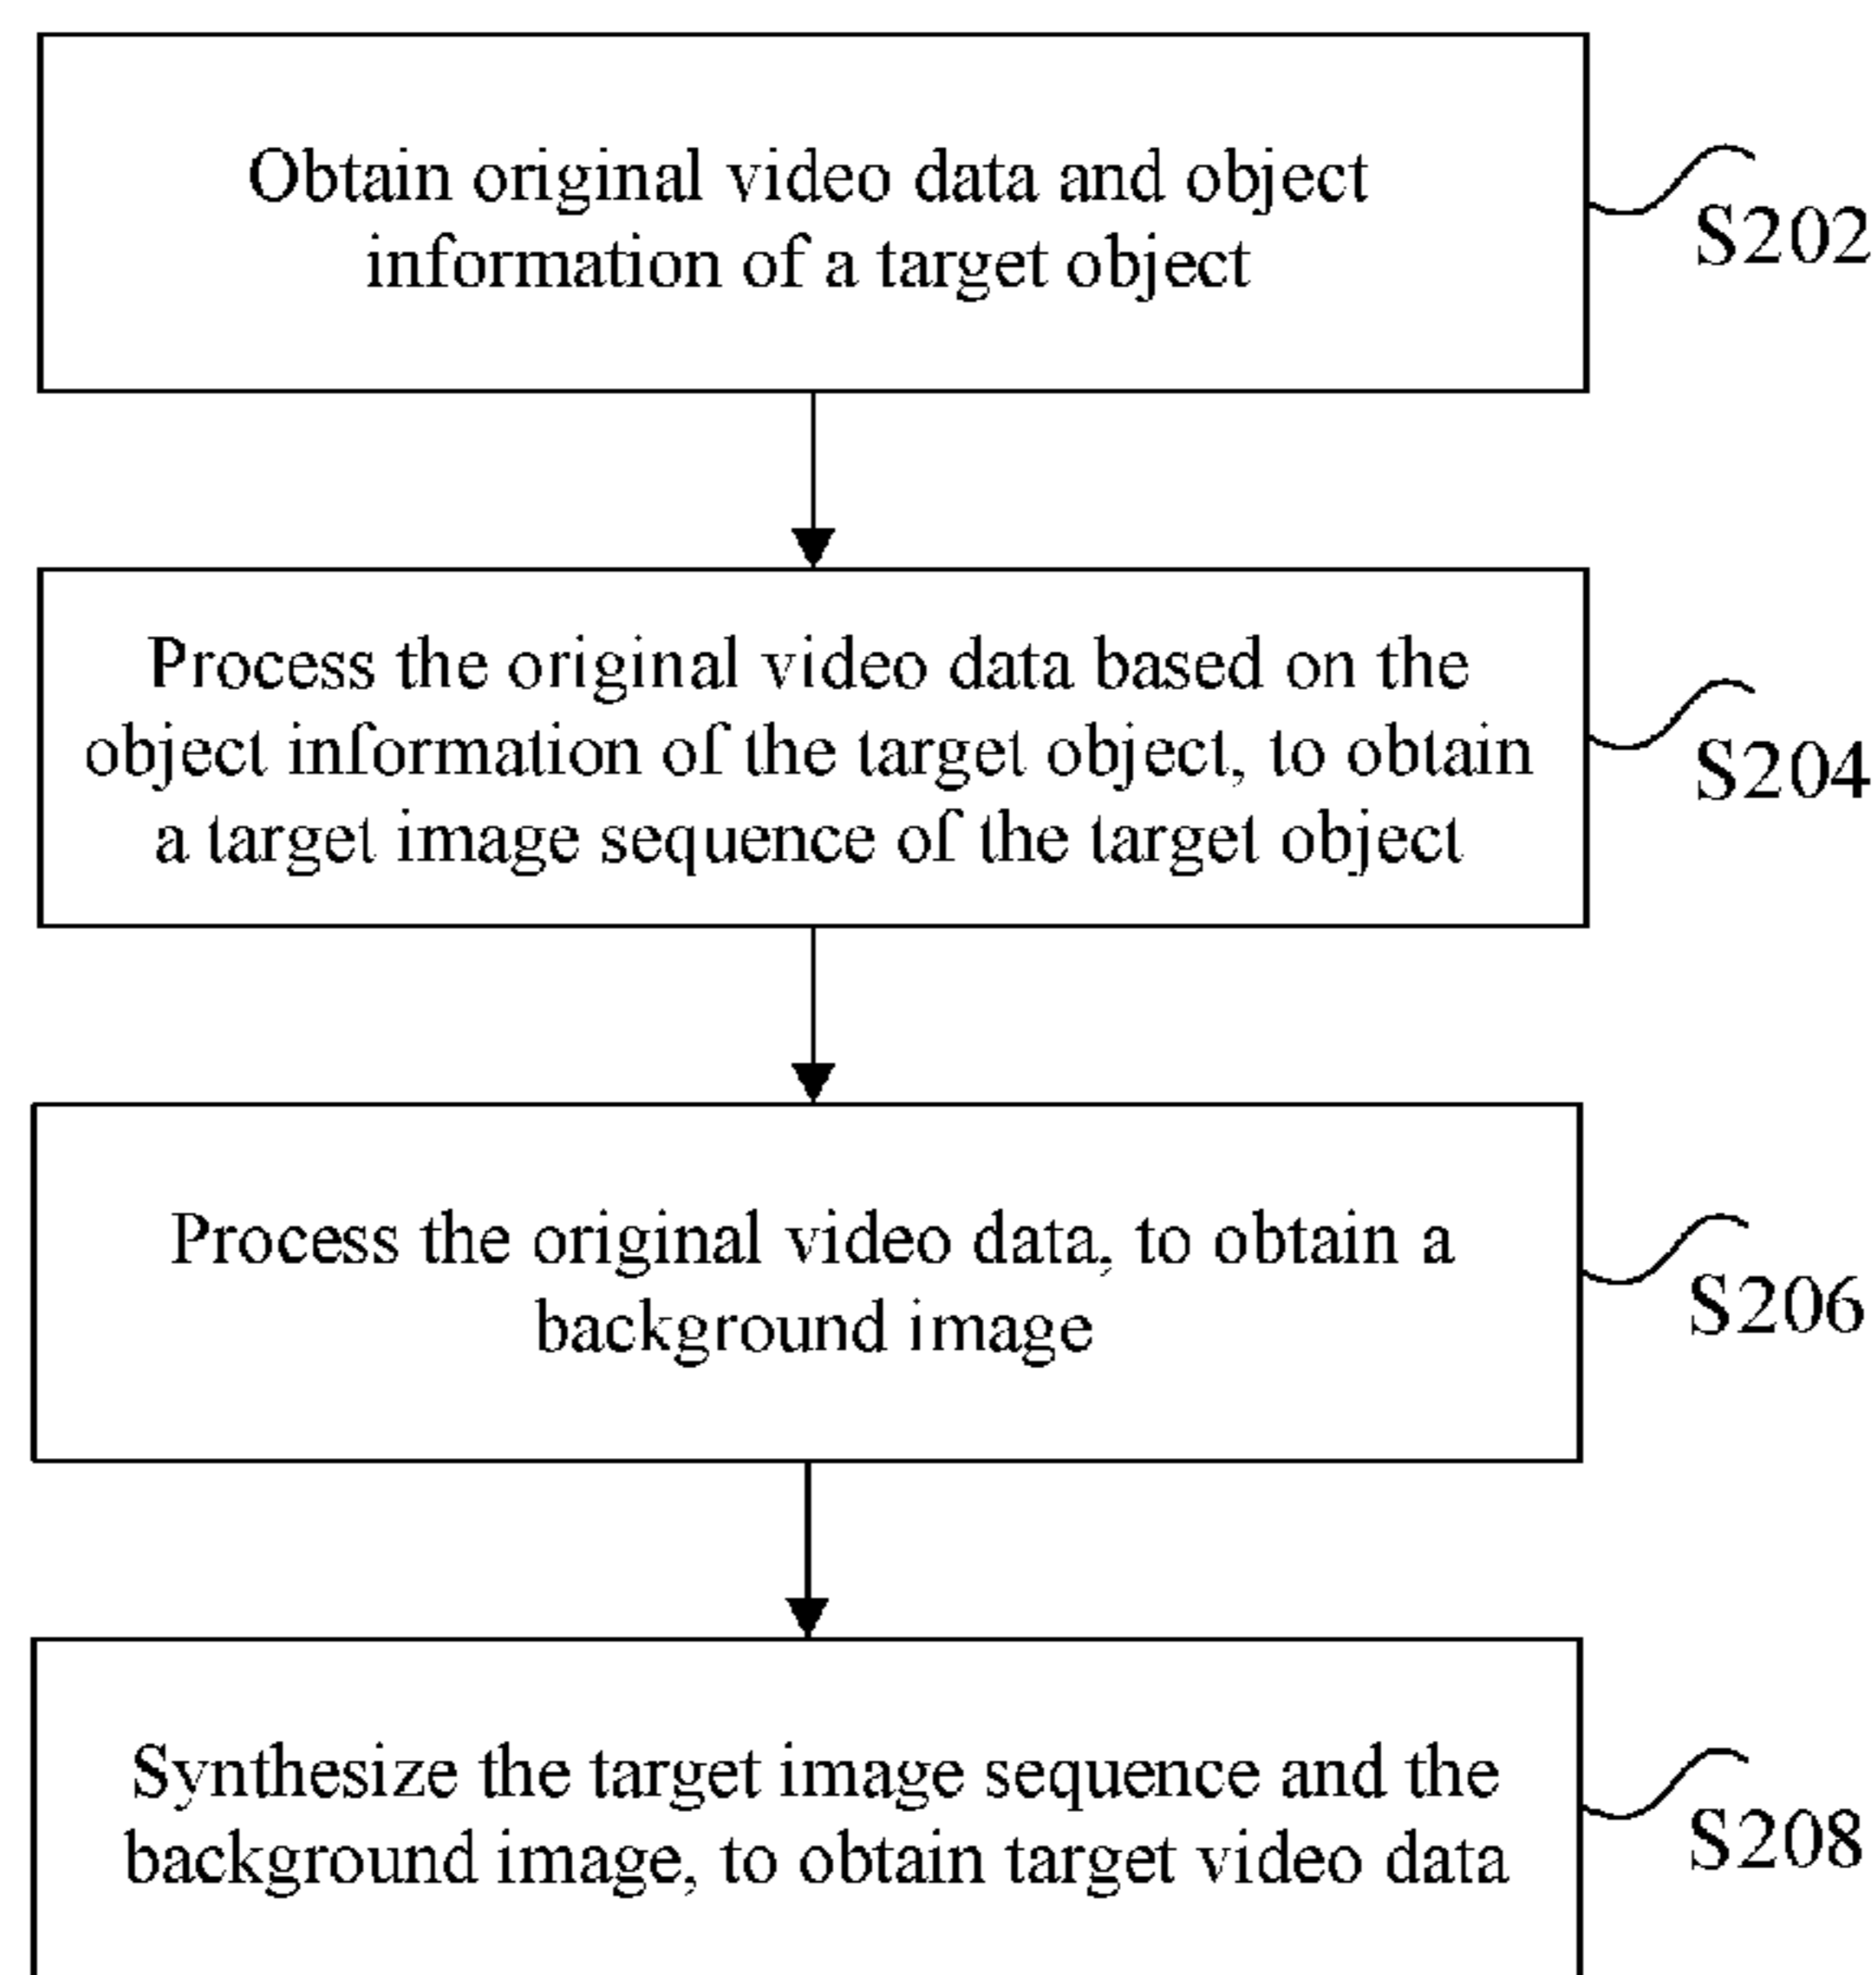 Obtain original video data and object
information of a target object
S202
Process the original video data based on the
object information of the target object, to obtain
a target image sequence of the target object
S204
Process the original video data, to obtain a
background image
S206
Synthesize the target image sequence and the
background image, to obtain target video data
S208